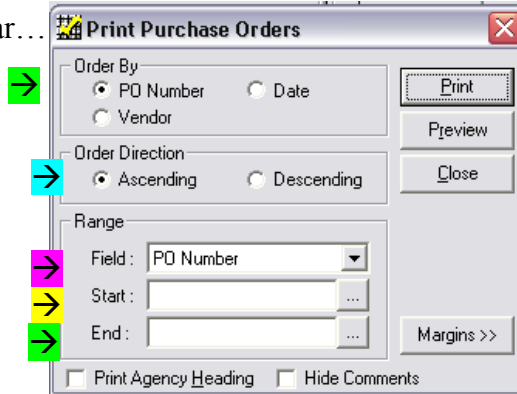 ar…
Print Purchase Orders
Order By
PO Number Date
Vendor
Print
Preview
Close
Order Direction
Ascending Descending
Range
Field : PO Number
Start : ...
End : ...
Margins >>
Print Agency Heading Hide Comments